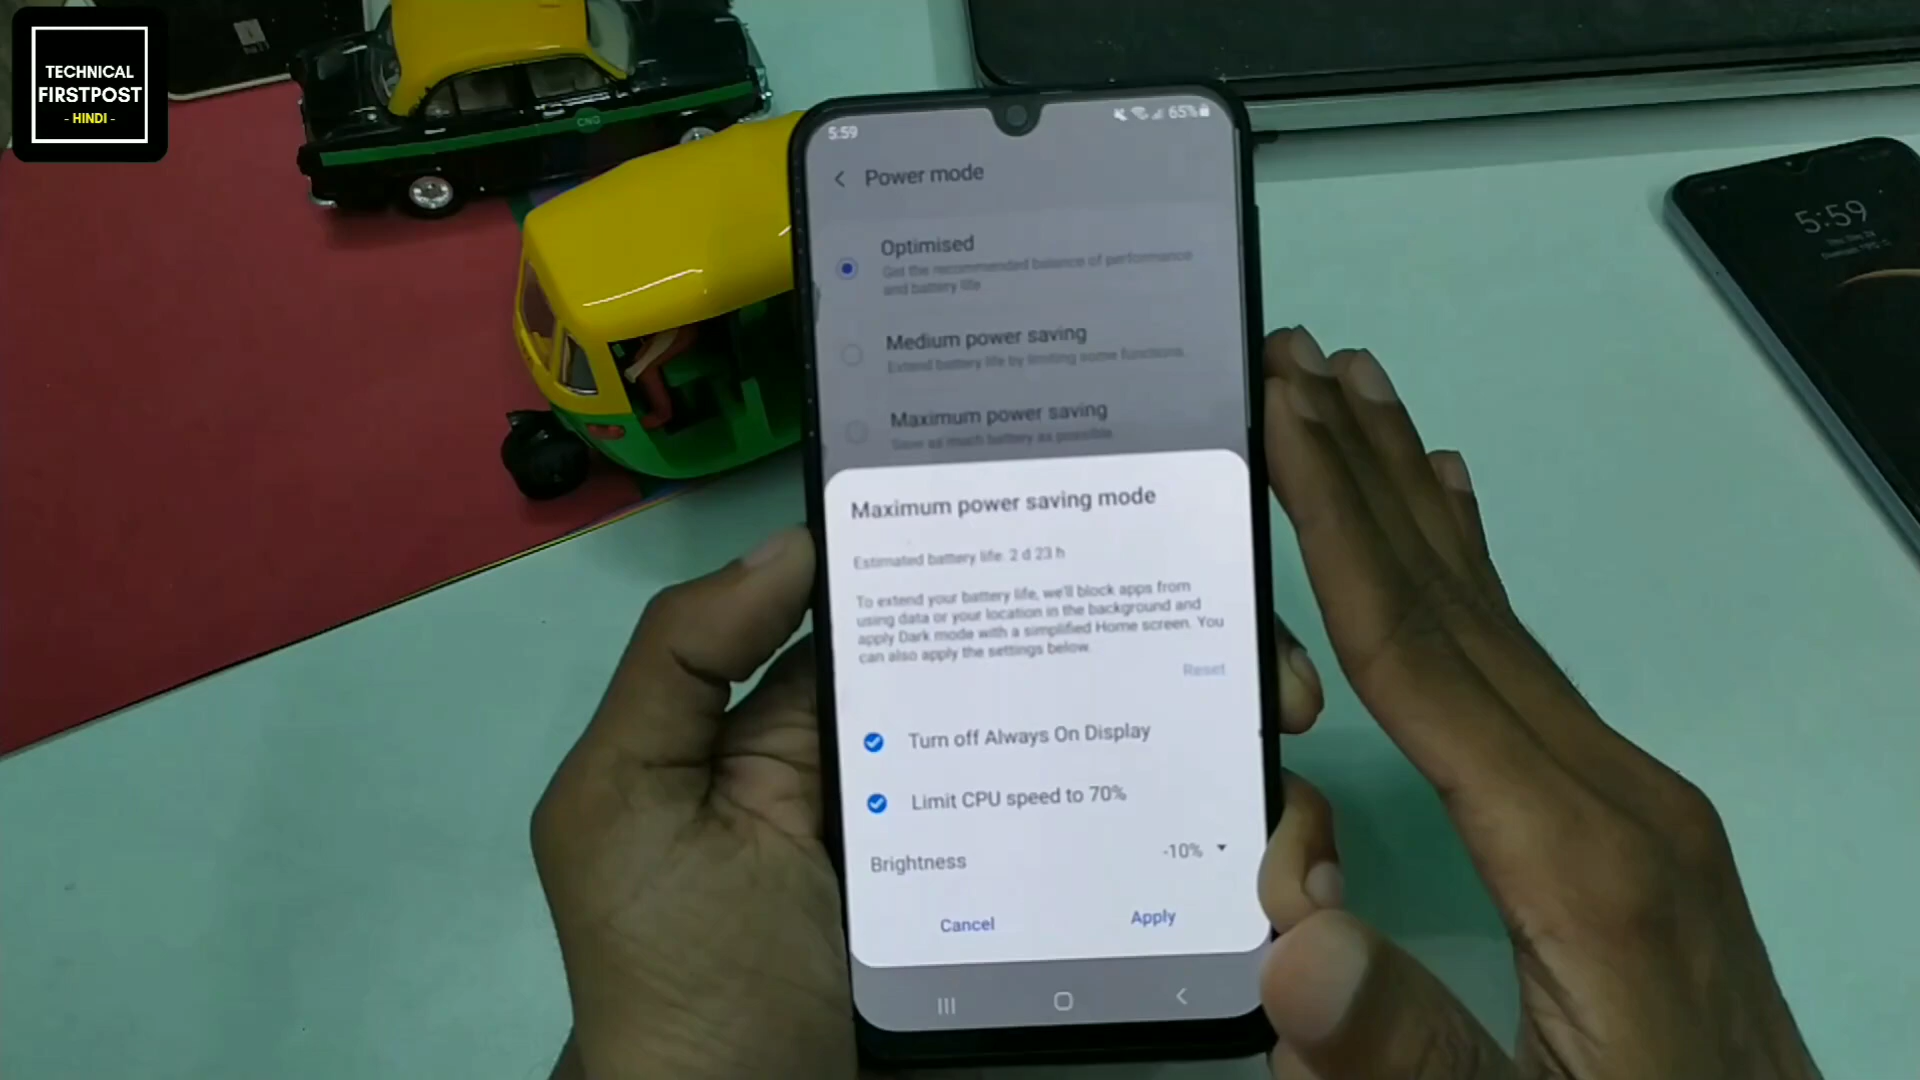 TECHNICAL
FIRSTPOST
- HINDI -
CNG
5:59
65%
Power mode
Optimised
Get the recommended balance of performance
and battery life
Medium power saving
Extend battery life by limiting some functions.
Maximum power saving
Save as much battery as possible.
Maximum power saving mode
Estimated battery life: 2 d 23 h
To extend your battery life, we'll block apps from
using data or your location in the background and
apply Dark mode with a simplified Home screen. You
can also apply the settings below.
Reset
Turn off Always On Display
Limit CPU speed to 70%
Brightness
-10%
Cancel
Apply
5:59